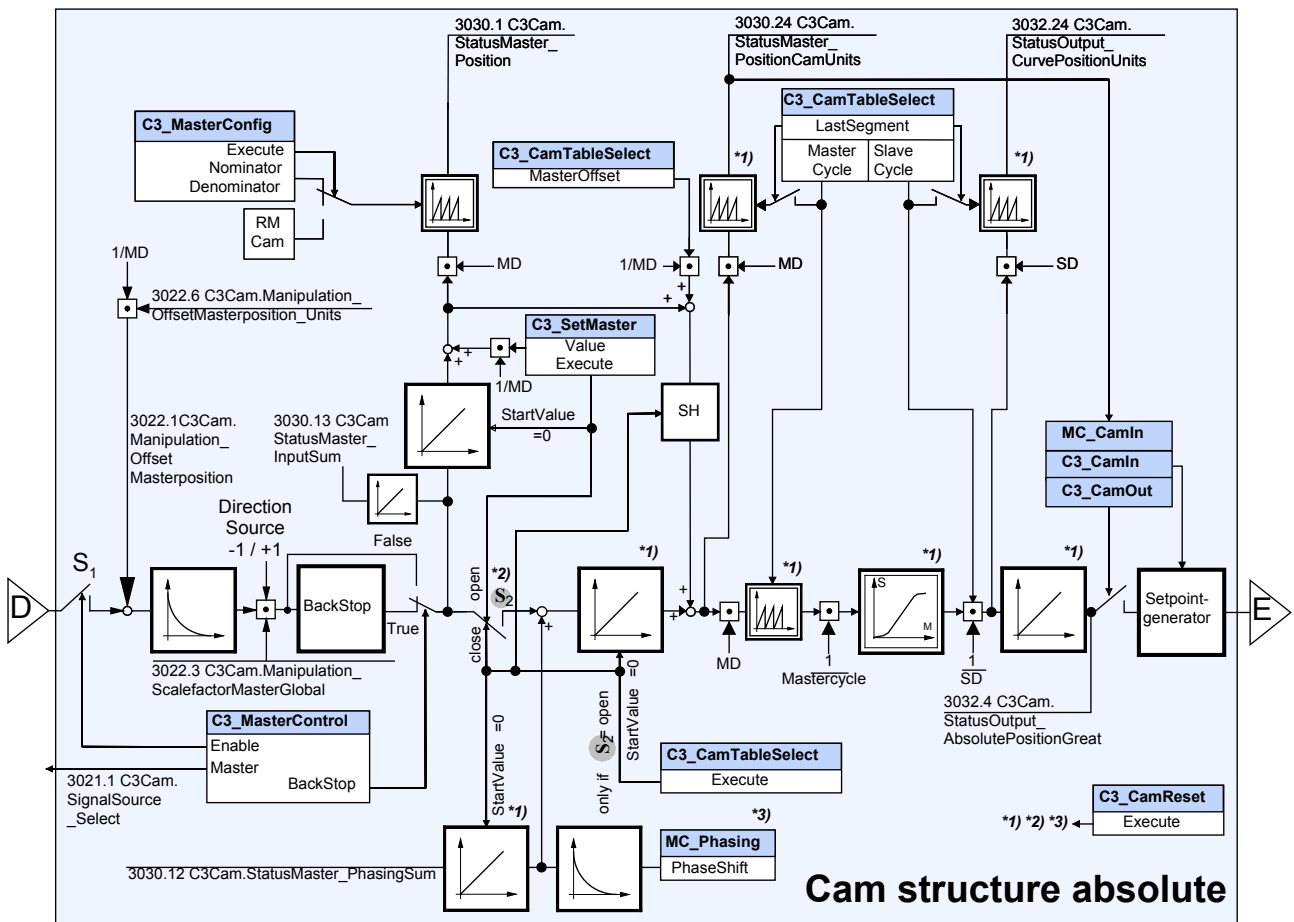 3030.1 C3Cam.
StatusMaster_
Position
3030.24 C3Cam.
StatusMaster_
PositionCamUnits
3032.24 C3Cam.
StatusOutput_
CurvePositionUnits
C3_MasterConfig
Execute
Nominator
Denominator
RM
Cam
C3_CamTableSelect
MasterOffset
C3_CamTableSelect
LastSegment
Master
Cycle
Slave
Cycle
*1)
*1)
1/MD
MD
1/MD
MD
SD
3022.6 C3Cam.Manipulation_
OffsetMasterposition_Units
+
+
C3_SetMaster
Value
Execute
+
+
1/MD
StartValue
=0
SH
3022.1C3Cam.
Manipulation_
Offset
Masterposition
3030.13 C3Cam
StatusMaster_
InputSum
MC_CamIn
C3_CamIn
C3_CamOut
Direction
Source
-1 / +1
False
D
S1
BackStop
True
open
close
*2)
S2
+
*1)
+
+
MD
*1)
1
Mastercycle
*1)
S
M
1
SD
*1)
Setpoint-
generator
E
3022.3 C3Cam.Manipulation_
ScalefactorMasterGlobal
3032.4 C3Cam.
StatusOutput_
AbsolutePositionGreat
C3_MasterControl
Enable
Master
BackStop
3021.1 C3Cam.
SignalSource
_Select
StartValue =0
only if S2= open
StartValue =0
C3_CamTableSelect
Execute
*1)
*3)
MC_Phasing
PhaseShift
3030.12 C3Cam.StatusMaster_PhasingSum
C3_CamReset
Execute
*1) *2) *3)
Cam structure absolute